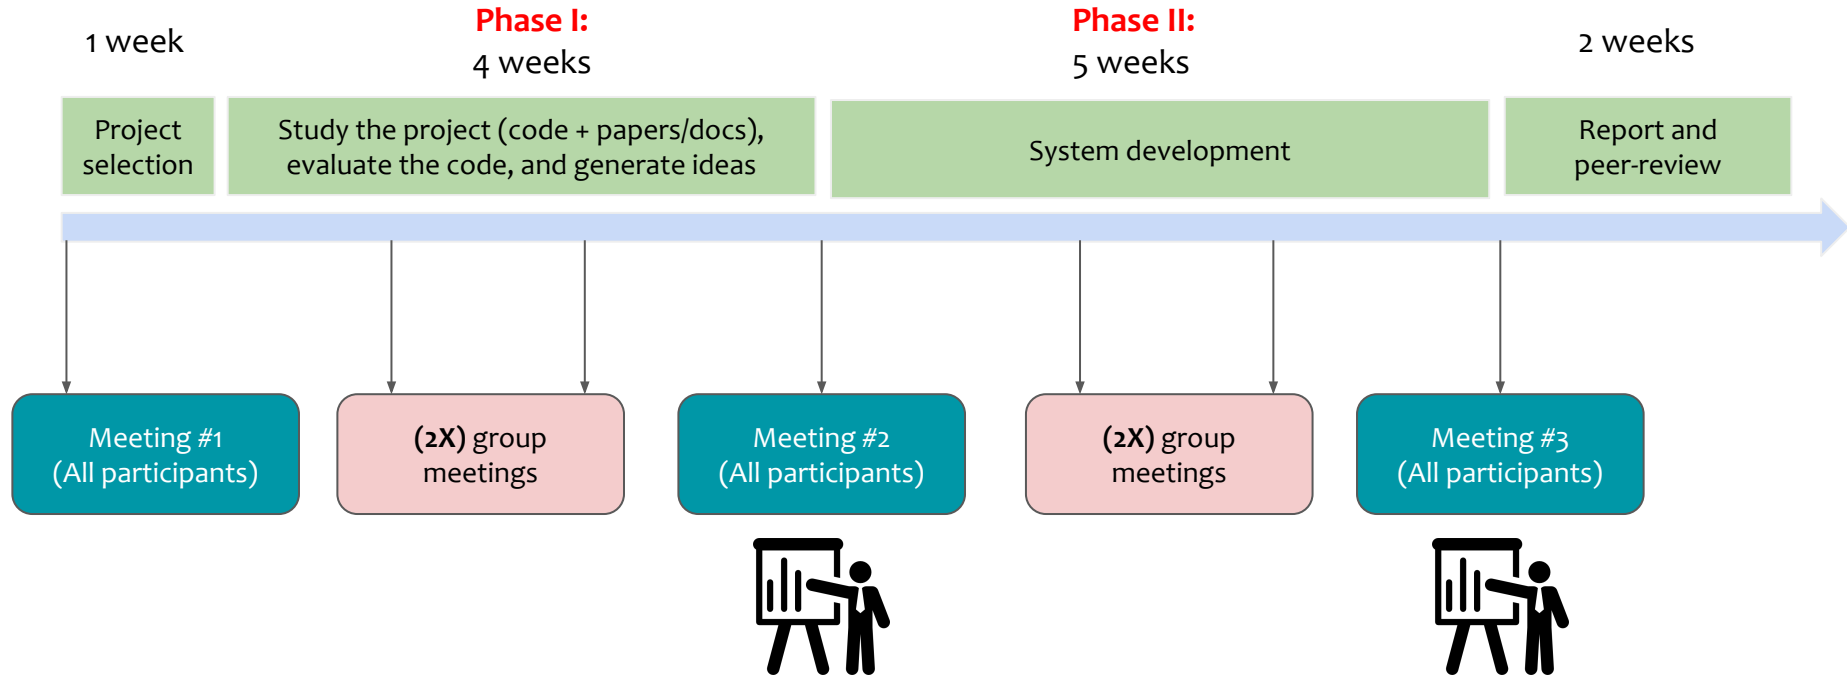 1 week
Phase I:
4 weeks
Phase II:
5 weeks
2 weeks
Project
selection
Study the project (code + papers/docs),
evaluate the code, and generate ideas
System development
Report and
peer-review
Meeting #1
(All participants)
(2X) group
meetings
Meeting #2
(All participants)
(2X) group
meetings
Meeting #3
(All participants)